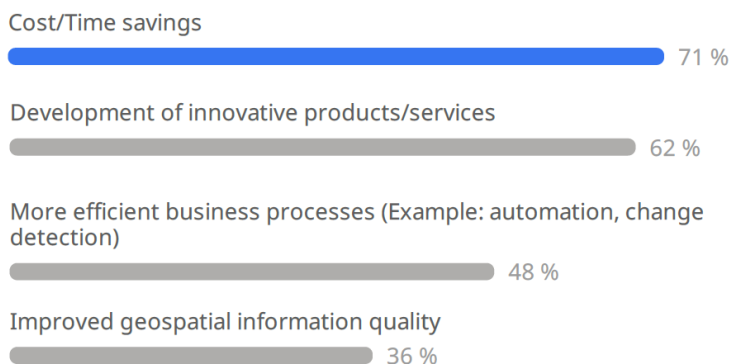 Cost/Time savings
71 %
Development of innovative products/services
62 %
More efficient business processes (Example: automation, change
detection)
48 %
Improved geospatial information quality
36 %